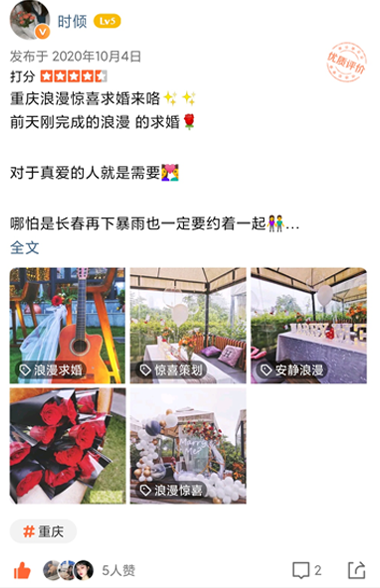 时倾 Lv5
发布于 2020年10月4日
优质评价
打分
重庆浪漫惊喜求婚来咯✨✨
前天刚完成的浪漫 的求婚🌹
对于真爱的人就是需要💏
哪怕是长春再下暴雨也一定要约着一起👫...
全文
浪漫求婚
惊喜策划
安静浪漫
Marry Me
浪漫惊喜
#重庆
5人赞
2